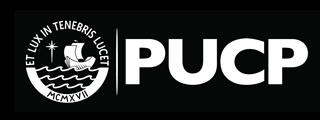 ET LUX IN TENEBRIS LUCET
MCMXVII
PUCP